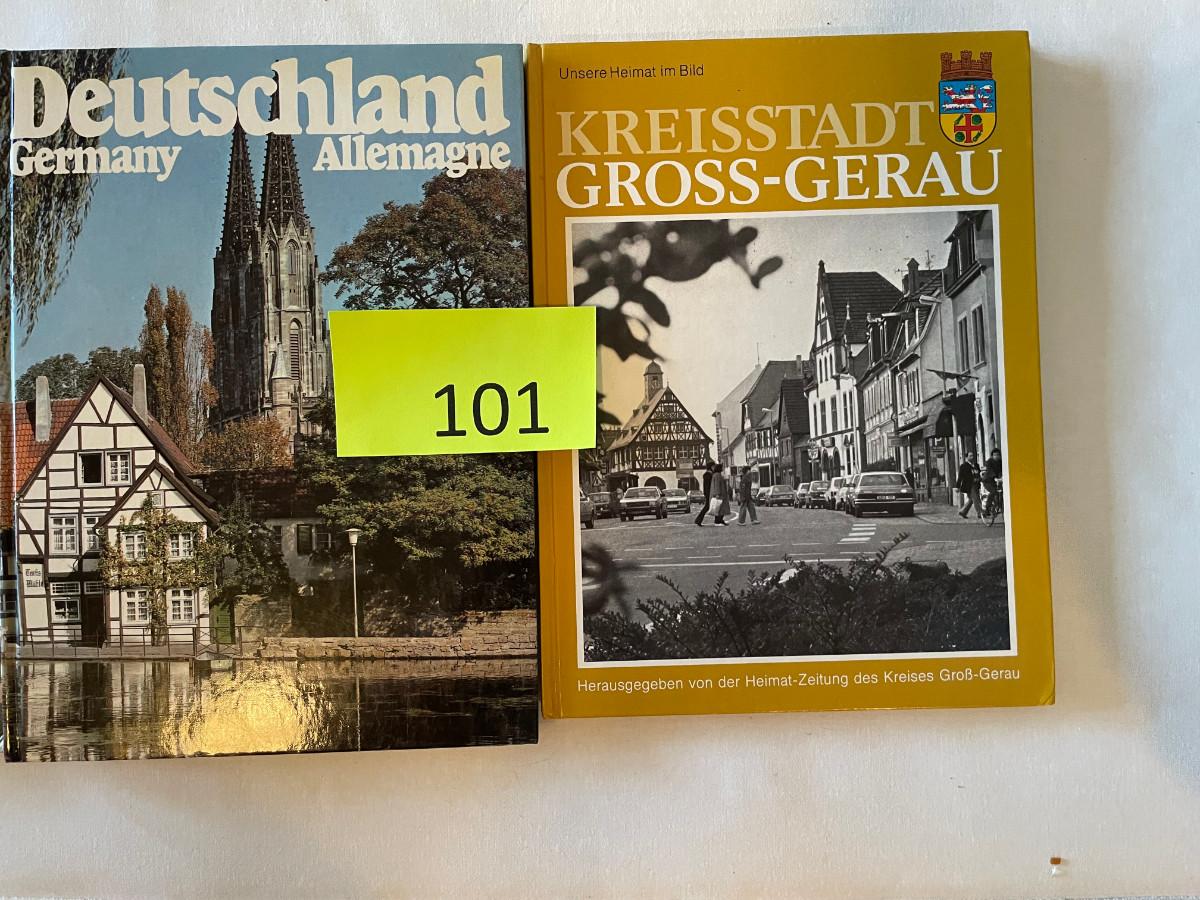 Deutschland
Germany Allemagne
101
Unsere Heimat im Bild
KREISSTADT
GROSS-GERAU
Herausgegeben von der Heimat-Zeitung des Kreises Groß-Gerau